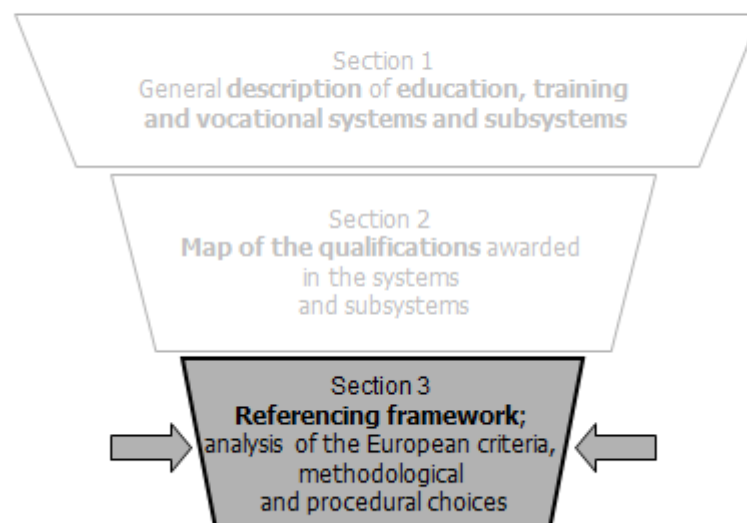 Section 1
General description of education, training
and vocational systems and subsystems
Section 2
Map of the qualifications awarded
in the systems
and subsystems
Section 3
Referencing framework;
analysis of the European criteria,
methodological
and procedural choices